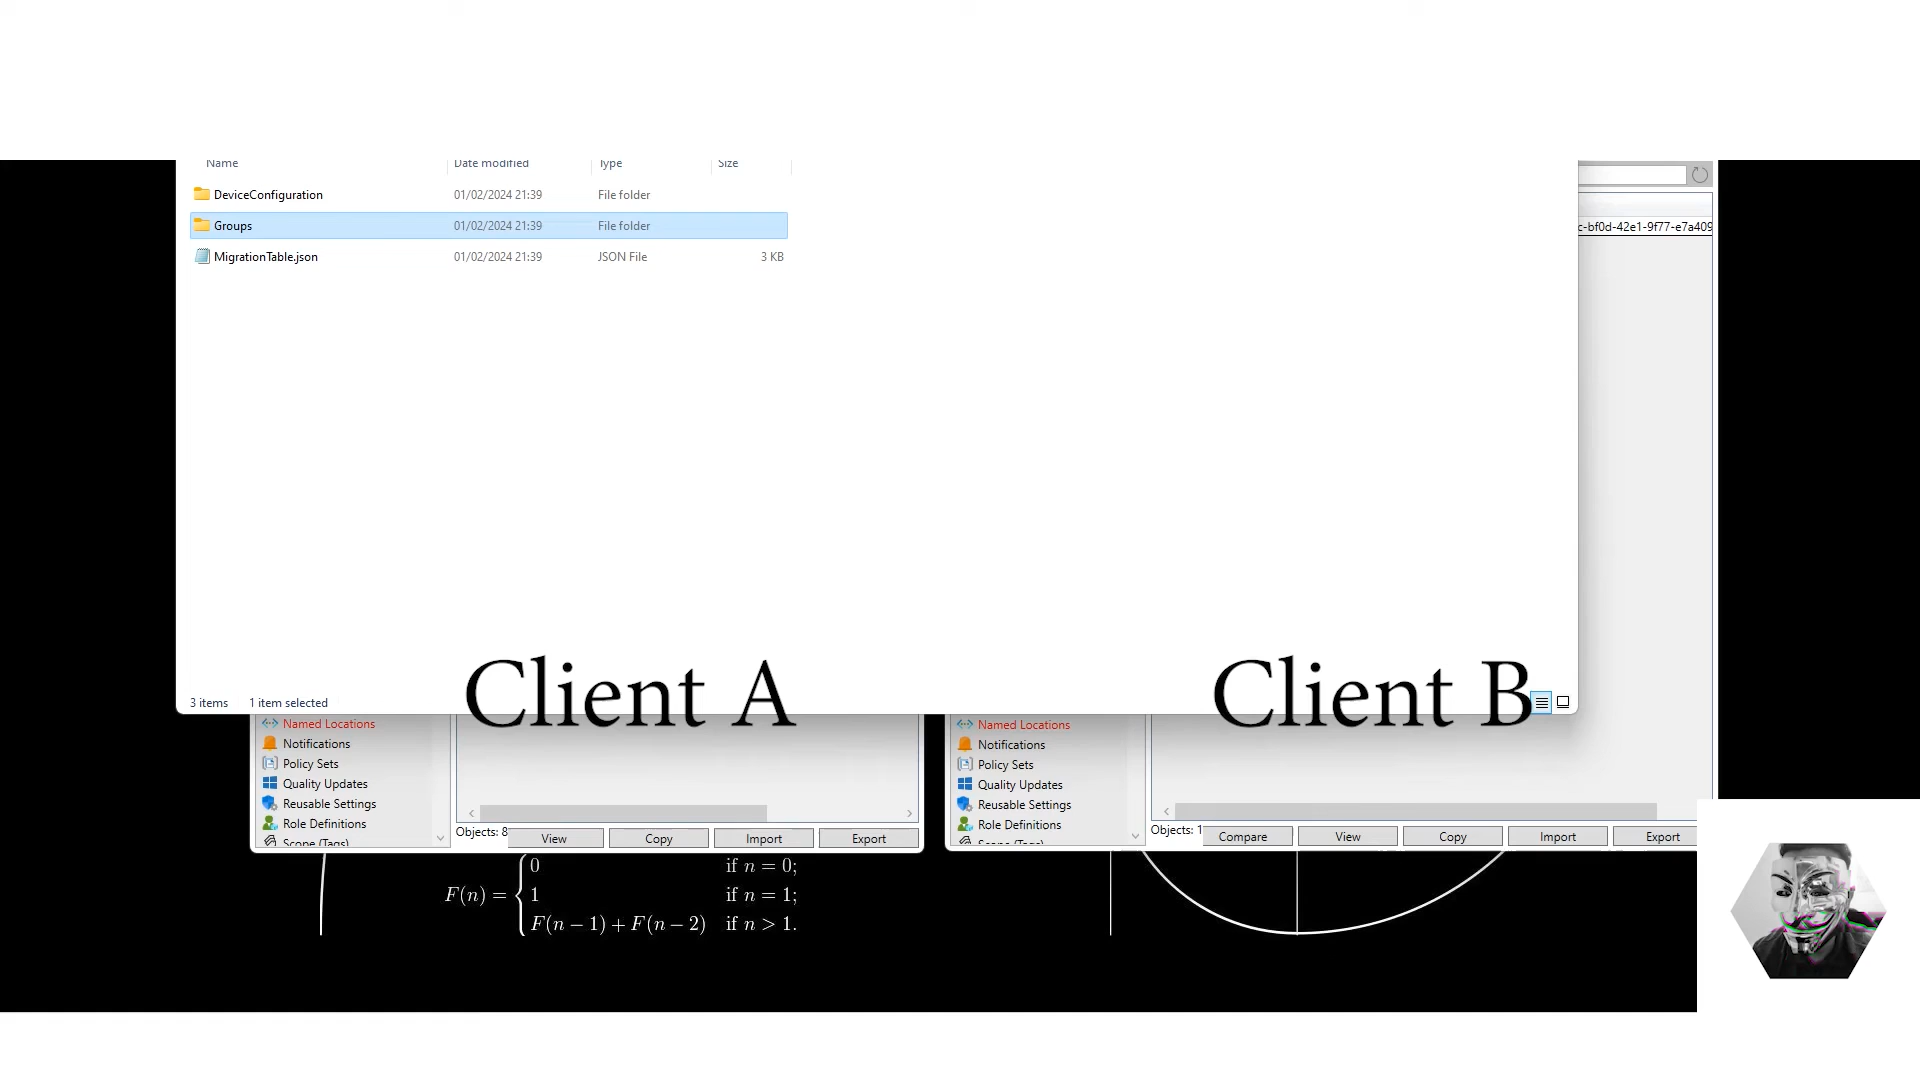 Name Date modified Type Size
DeviceConfiguration 01/02/2024 21:39 File folder
Groups 01/02/2024 21:39 File folder
c-bf0d-42e1-9f77-e7a409
MigrationTable.json 01/02/2024 21:39 JSON File 3 KB
Client A
Client B
3 items 1 item selected
Named Locations
Notifications
Policy Sets
Quality Updates
Reusable Settings
Role Definitions
Scope (Tags)
Objects: 8 View Copy Import Export
Named Locations
Notifications
Policy Sets
Quality Updates
Reusable Settings
Role Definitions
Scope (Tags)
Objects: 1 Compare View Copy Import Export
0 if n = 0;
F(n) = 1 if n = 1;
F(n − 1) + F(n − 2) if n > 1.